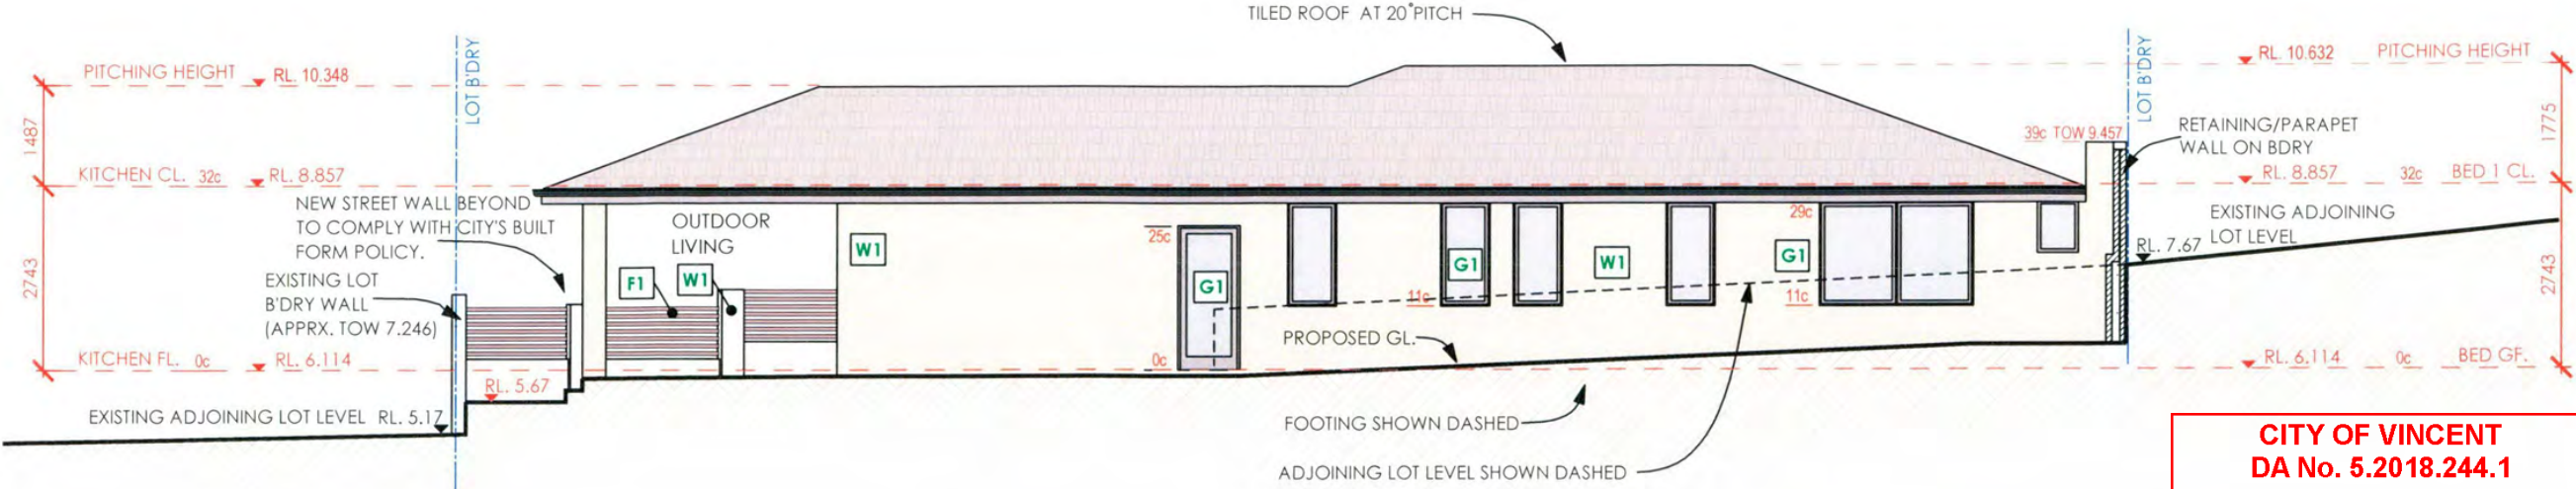 TILED ROOF AT 20°PITCH
PITCHING HEIGHT RL. 10.348
LOT B'DRY
RL. 10.632 PITCHING HEIGHT
LOT B'DRY
1487
1775
39c TOW 9.457
RETAINING/PARAPET
WALL ON BDRY
KITCHEN CL. 32c RL. 8.857
RL. 8.857 32c BED 1 CL.
NEW STREET WALL BEYOND
TO COMPLY WITH CITY'S BUILT
FORM POLICY.
OUTDOOR
LIVING
W1
25c
29c
EXISTING ADJOINING
LOT LEVEL
RL. 7.67
EXISTING LOT
B'DRY WALL
(APPRX. TOW 7.246)
F1
W1
G1
G1
W1
G1
11c
11c
2743
2743
PROPOSED GL.
KITCHEN FL. 0c RL. 6.114
0c
RL. 6.114 0c BED GF.
RL. 5.67
EXISTING ADJOINING LOT LEVEL RL. 5.17
FOOTING SHOWN DASHED
ADJOINING LOT LEVEL SHOWN DASHED
CITY OF VINCENT
DA No. 5.2018.244.1